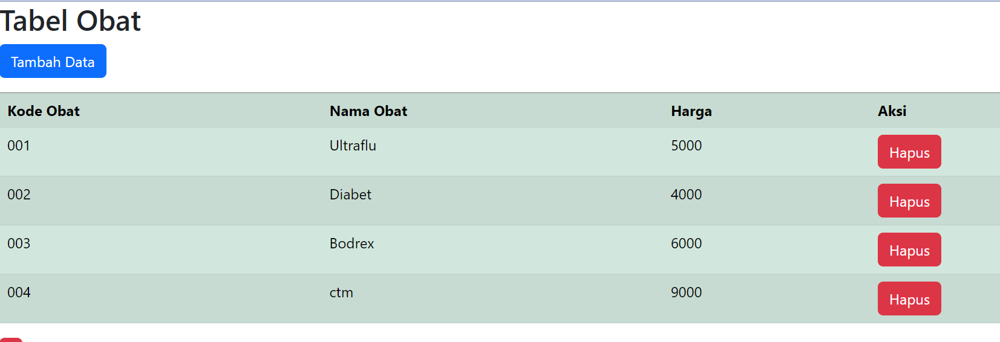 Tabel Obat
Tambah Data
Kode Obat Nama Obat Harga Aksi
001 Ultraflu 5000 Hapus
002 Diabet 4000 Hapus
003 Bodrex 6000 Hapus
004 ctm 9000 Hapus